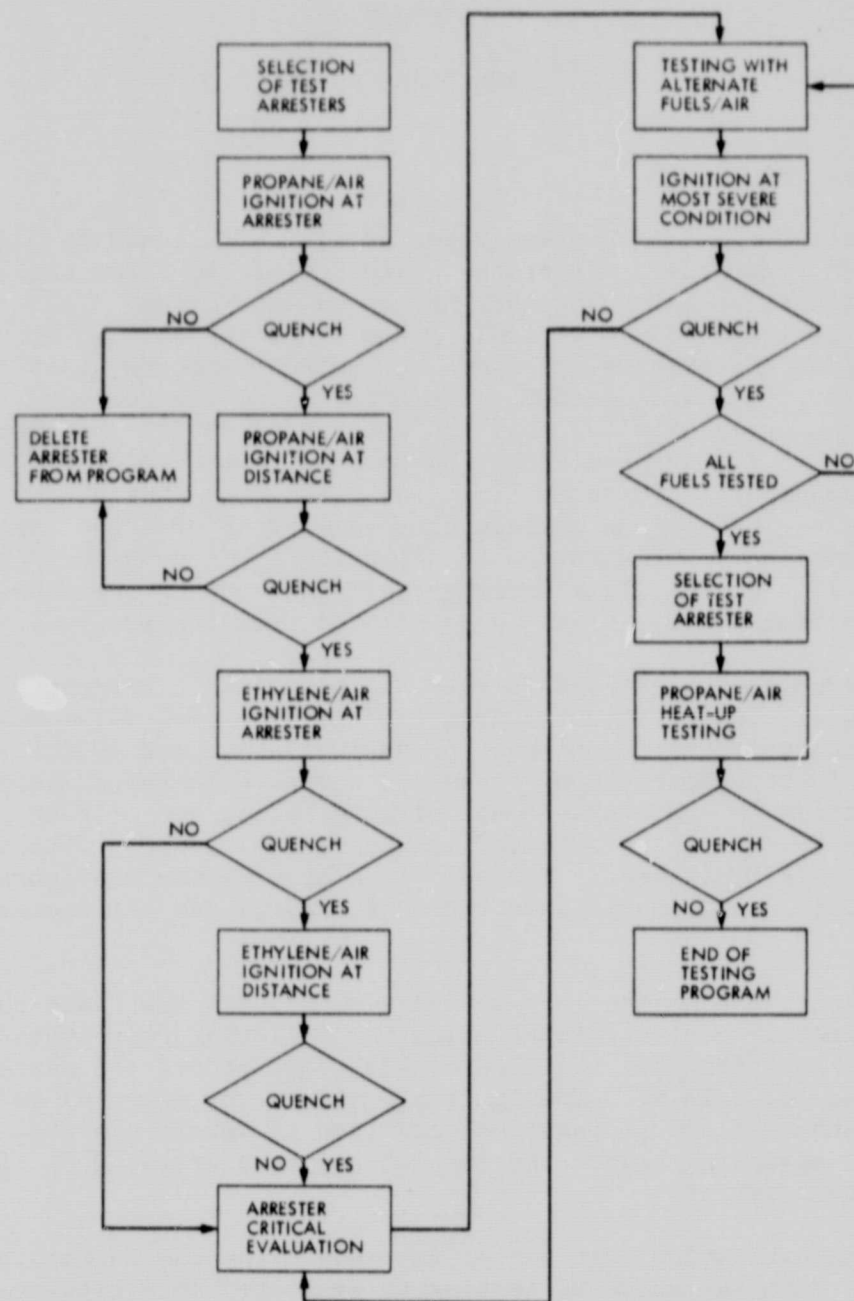 SELECTION
OF TEST
ARRESTERS
PROPANE/AIR
IGNITION AT
ARRESTER
QUENCH
NO
YES
DELETE
ARRESTER
FROM PROGRAM
PROPANE/AIR
IGNITION AT
DISTANCE
QUENCH
NO
YES
ETHYLENE/AIR
IGNITION AT
ARRESTER
QUENCH
NO
YES
ETHYLENE/AIR
IGNITION AT
DISTANCE
QUENCH
NO YES
ARRESTER
CRITICAL
EVALUATION
TESTING WITH
ALTERNATE
FUELS/AIR
IGNITION AT
MOST SEVERE
CONDITION
QUENCH
NO
YES
ALL
FUELS TESTED
NO
YES
SELECTION
OF TEST
ARRESTER
PROPANE/AIR
HEAT-UP
TESTING
QUENCH
NO YES
END OF
TESTING
PROGRAM